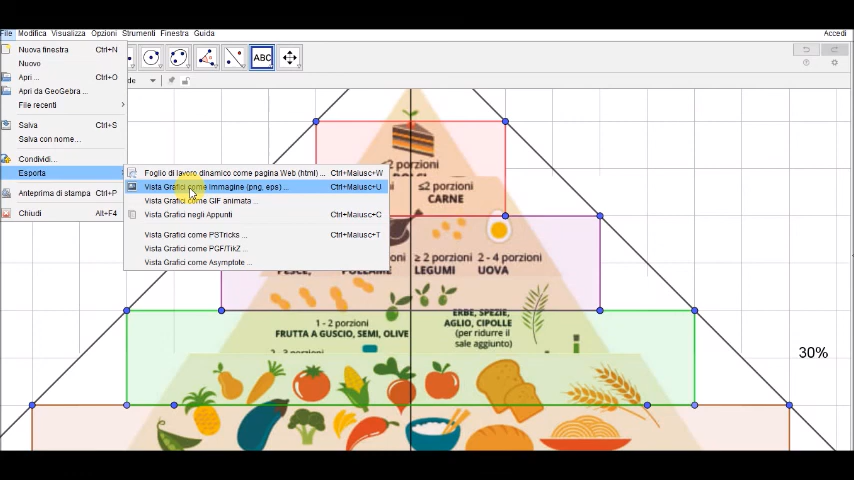 File Modifica Visualizza Opzioni Strumenti Finestra Guida Accedi
Nuova finestra Ctrl+N
Nuovo
Apri ... Ctrl+O
Apri da GeoGebra ...
File recenti
Salva Ctrl+S
Salva con nome...
Condividi...
Esporta
Anteprima di stampa Ctrl+P
Chiudi Alt+F4
ABC
de
Foglio di lavoro dinamico come pagina Web (html) ... Ctrl+Maiusc+W
Vista Grafici come Immagine (png, eps) ... Ctrl+Maiusc+U
Vista Grafici come GIF animata ...
Vista Grafici negli Appunti Ctrl+Maiusc+C
Vista Grafici come PSTricks ... Ctrl+Maiusc+T
Vista Grafici come PGF/TikZ ...
Vista Grafici come Asymptote ...
≤2 porzioni
≤2 porzioni
CARNE
≥ 2 porzioni 2 - 4 porzioni
PESCE, POLLAME LEGUMI UOVA
1 - 2 porzioni
FRUTTA A GUSCIO, SEMI, OLIVE
ERBE, SPEZIE,
AGLIO, CIPOLLE
(per ridurre il
sale aggiunto)
2 - 3 porzioni
30%